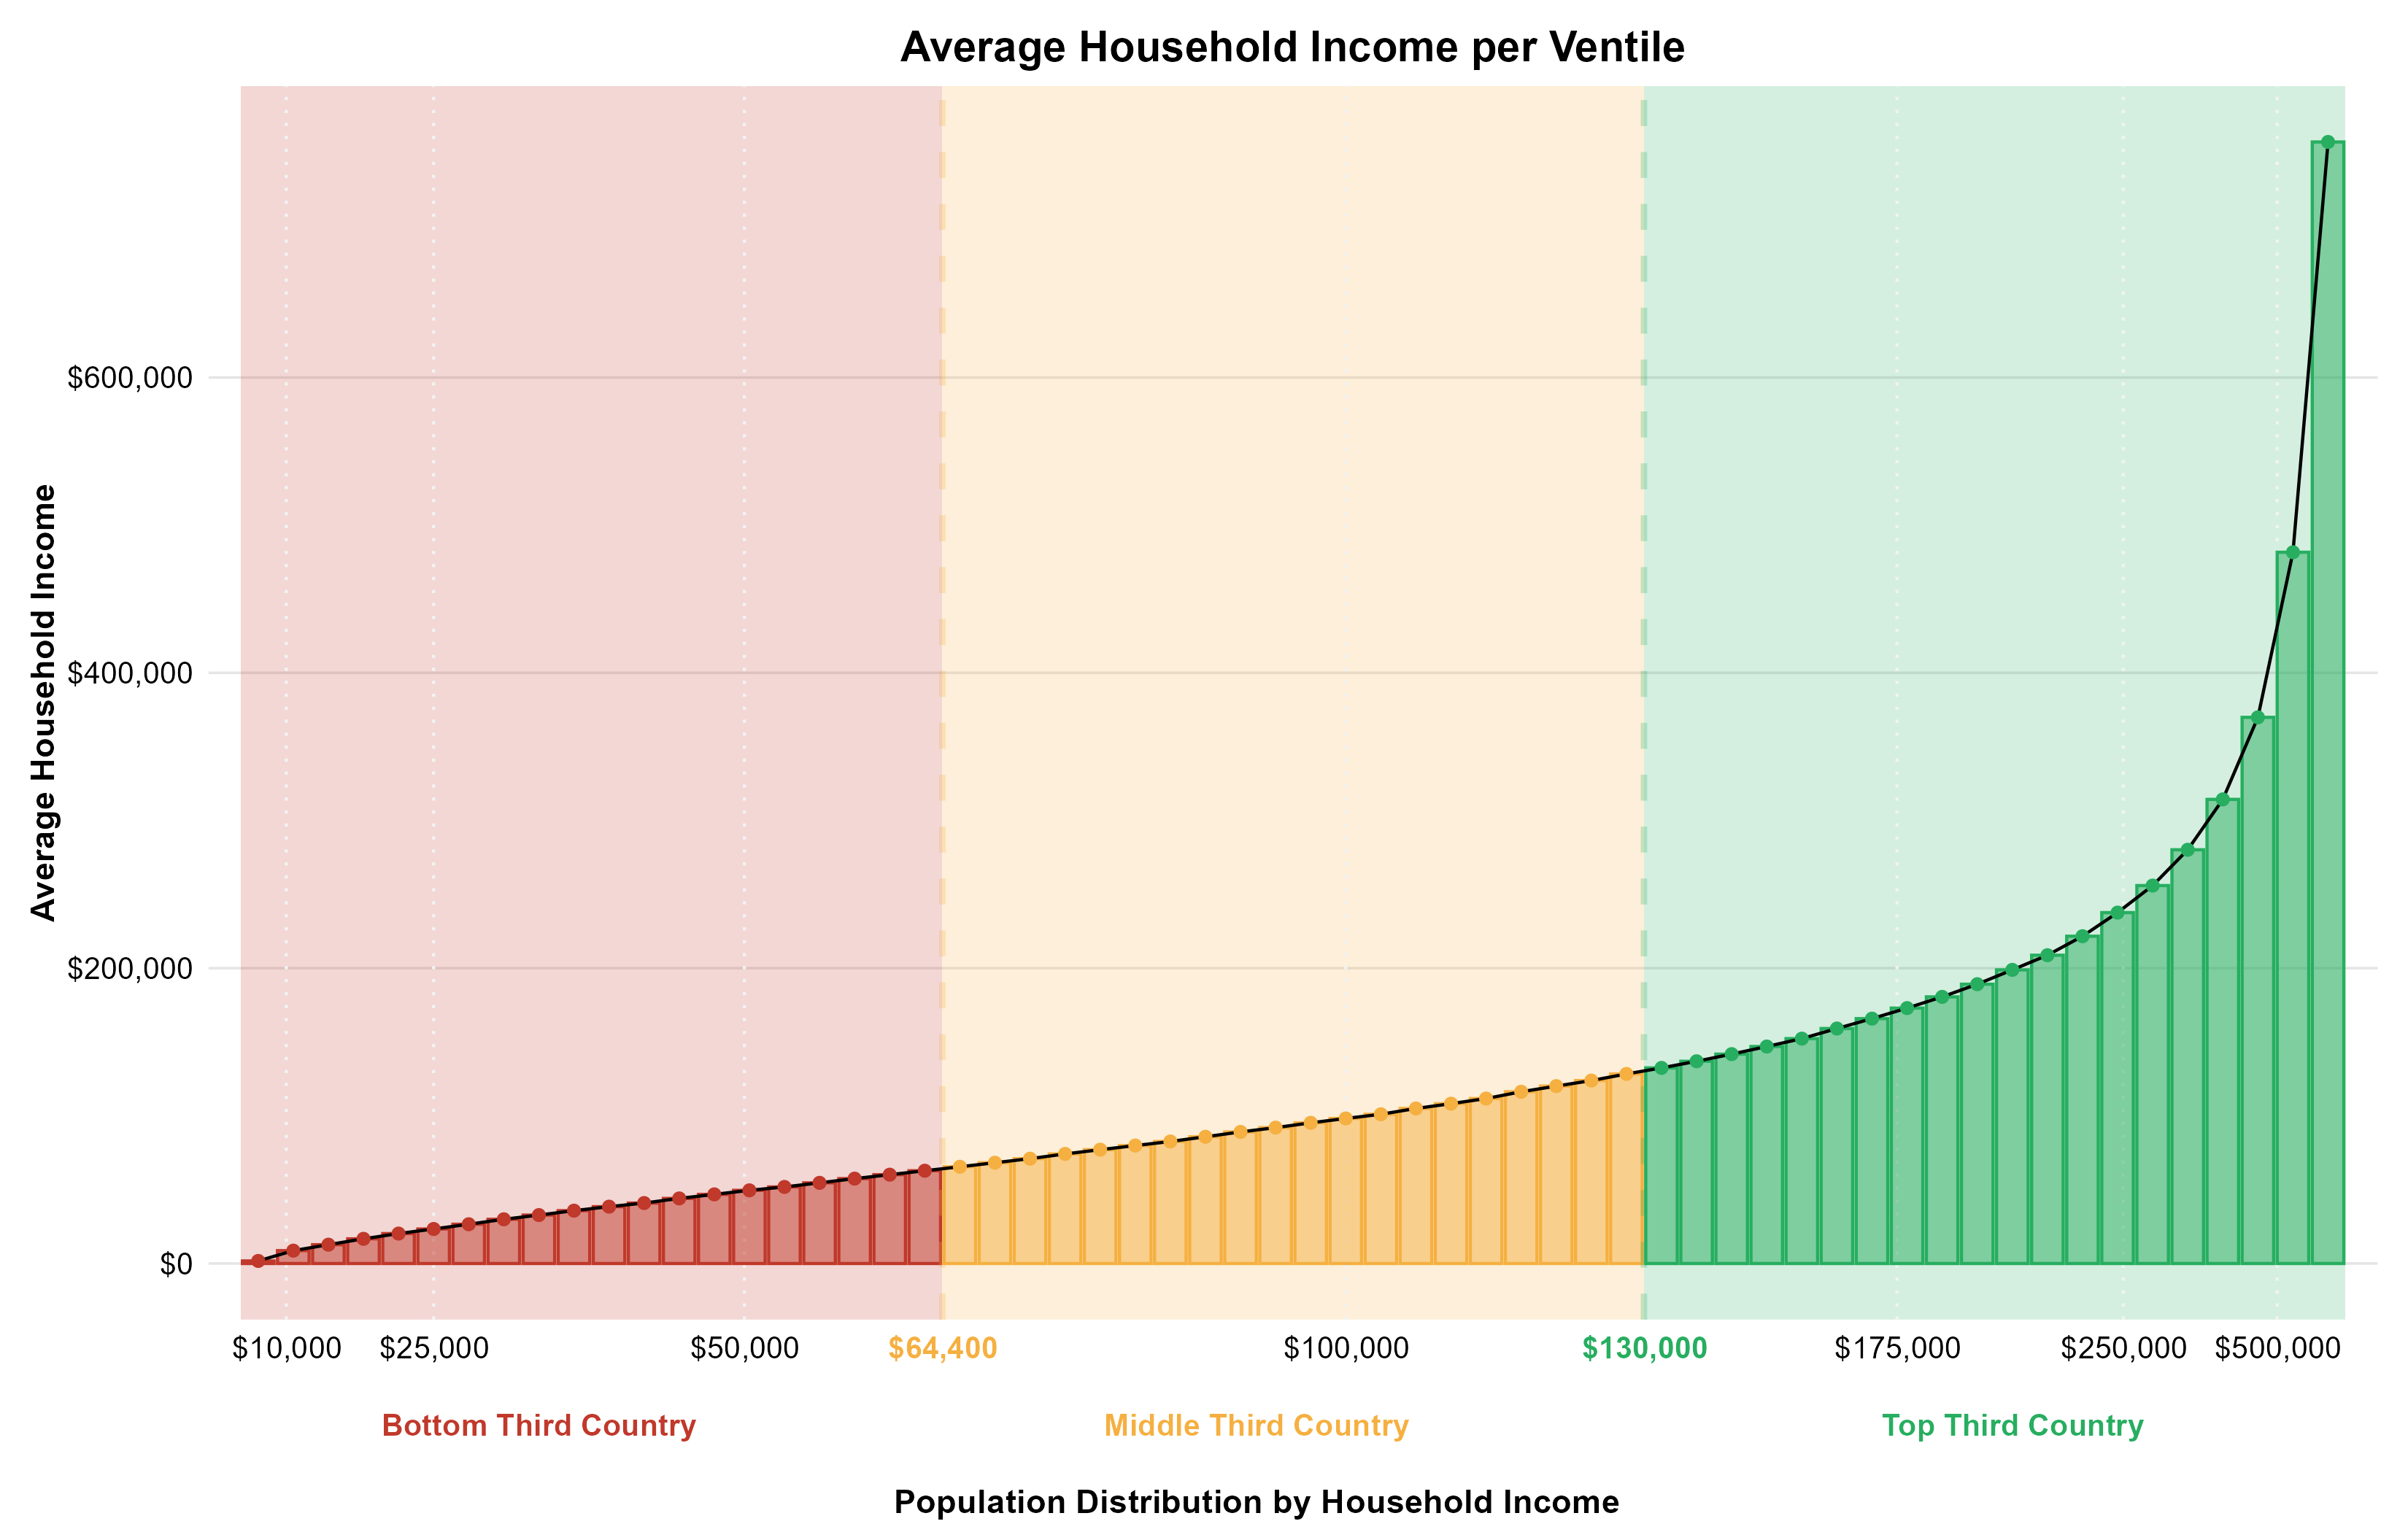 Average Household Income per Ventile
Average Household Income
$600,000
$400,000
$200,000
$0
$10,000 $25,000 $50,000 $64,400 $100,000 $130,000 $175,000 $250,000 $500,000
Bottom Third Country Middle Third Country Top Third Country
Population Distribution by Household Income